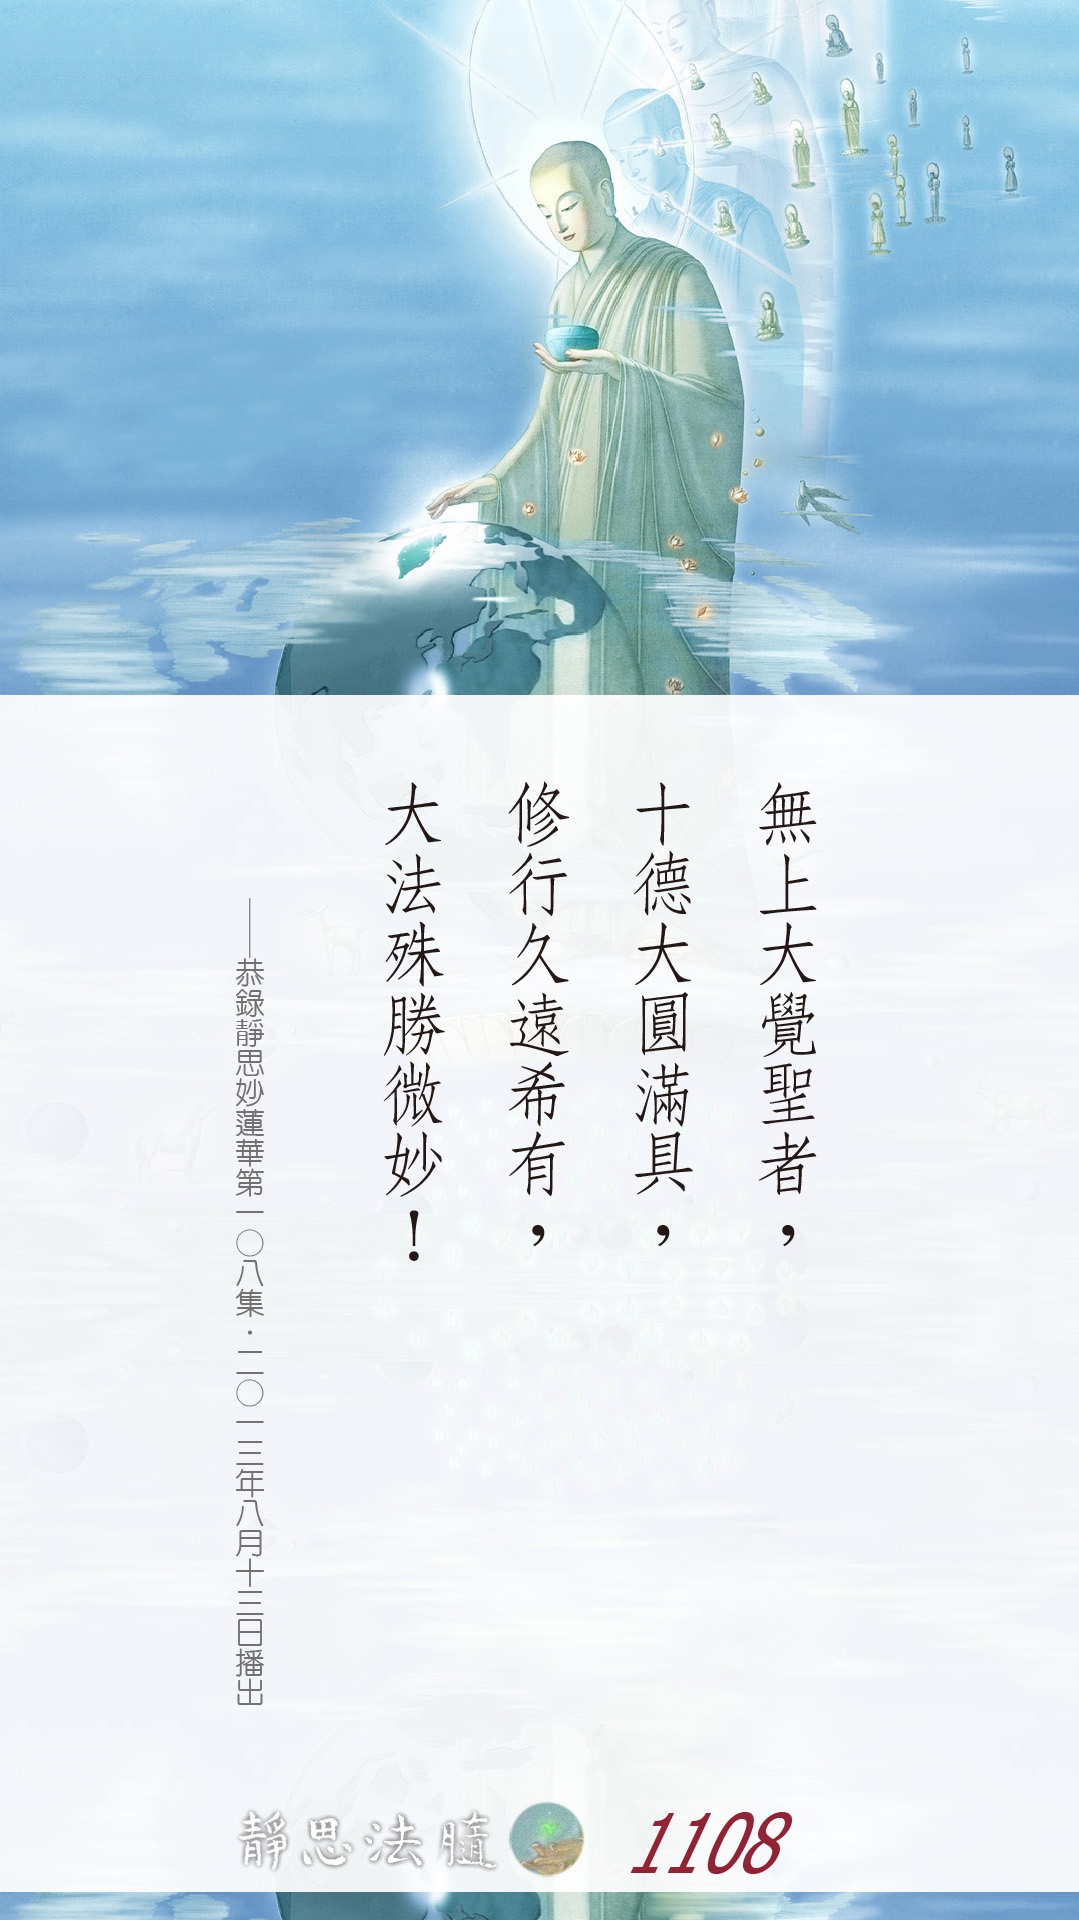 無上大覺聖者，
十德大圓滿具，
修行久遠希有，
大法殊勝微妙！
——恭錄靜思妙蓮華第一〇八集·二〇一三年八月十三日播出
靜思法髓
1108